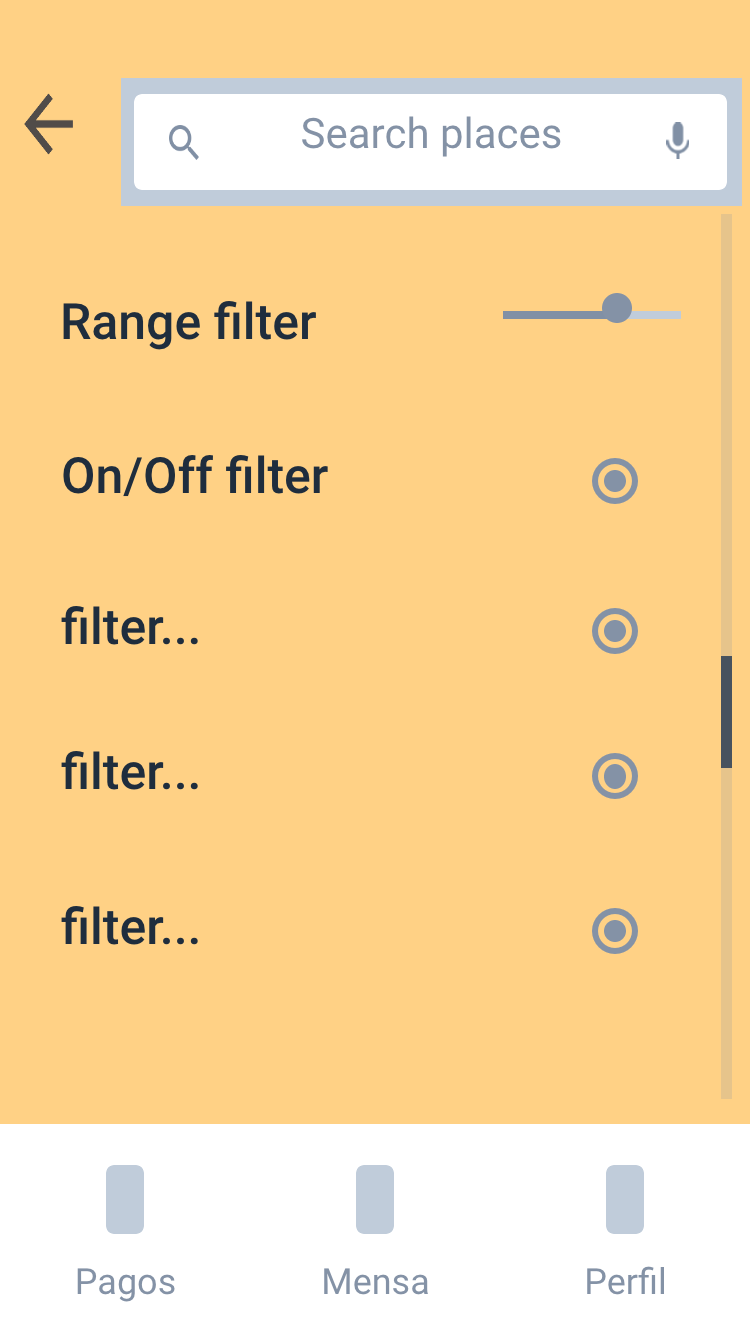 Search places
Range filter
On/Off filter
filter...
filter...
filter...
Pagos
Mensa
Perfil